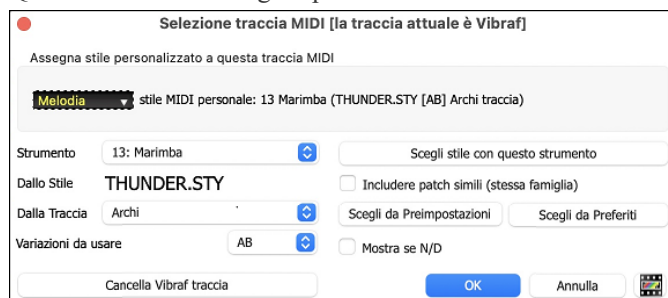 Selezione traccia MIDI [la traccia attuale è Vibraf]
Assegna stile personalizzato a questa traccia MIDI
Melodia stile MIDI personale: 13 Marimba (THUNDER.STY [AB] Archi traccia)
Strumento 13: Marimba Scegli stile con questo strumento
Dallo Stile THUNDER.STY Includere patch simili (stessa famiglia)
Dalla Traccia Archi Scegli da Preimpostazioni Scegli da Preferiti
Variazioni da usare AB Mostra se N/D
Cancella Vibraf traccia OK Annulla